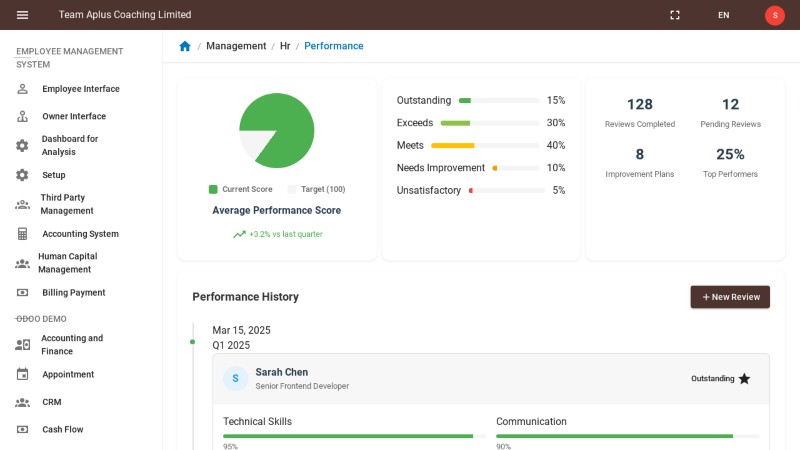 Team Aplus Coaching Limited
EN
S
EMPLOYEE MANAGEMENT
SYSTEM
Employee Interface
Owner Interface
Dashboard for
Analysis
Setup
Third Party
Management
Accounting System
Human Capital
Management
Billing Payment
ODOO DEMO
Accounting and
Finance
Appointment
CRM
Cash Flow
/ Management / Hr / Performance
Current Score
Target (100)
Average Performance Score
+3.2% vs last quarter
Outstanding 15%
Exceeds 30%
Meets 40%
Needs Improvement 10%
Unsatisfactory 5%
128
Reviews Completed
12
Pending Reviews
8
Improvement Plans
25%
Top Performers
Performance History
+ New Review
Mar 15, 2025
Q1 2025
S
Sarah Chen
Senior Frontend Developer
Outstanding
Technical Skills
95%
Communication
90%